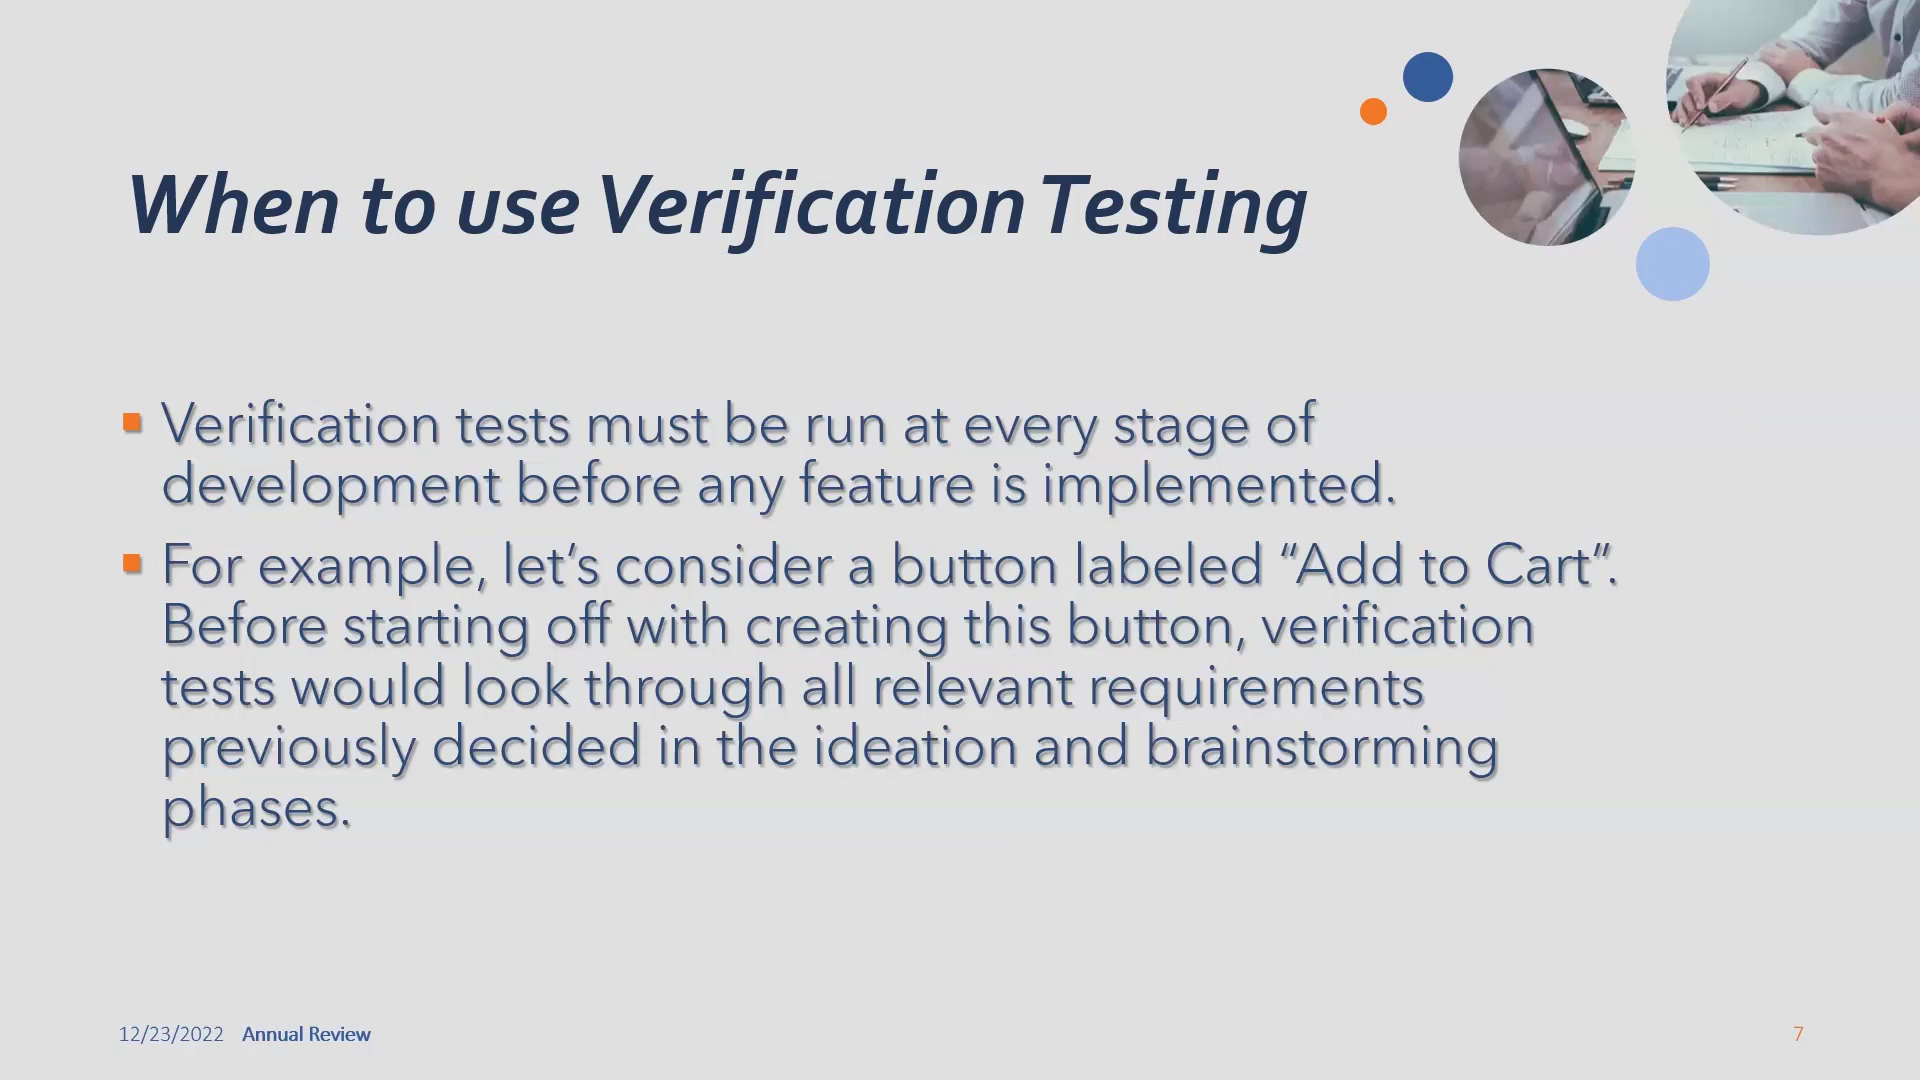 When to use Verification Testing
▪ Verification tests must be run at every stage of
development before any feature is implemented.
▪ For example, let’s consider a button labeled “Add to Cart”.
Before starting off with creating this button, verification
tests would look through all relevant requirements
previously decided in the ideation and brainstorming
phases.
12/23/2022 Annual Review
7